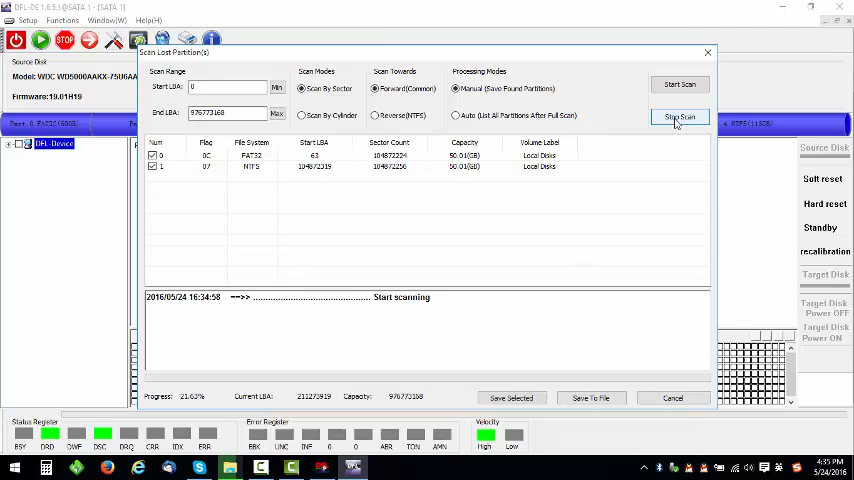 DFL-DE 1.6.5.1@SATA 1 - [SATA 1]
Setup Functions Window(W) Help(H)
Source Disk
Model: WDC WD5000AAKX-75U6AA
Firmware:19.01H19
Scan Lost Partition(s)
Scan Range
Scan Modes
Scan Towards
Processing Modes
Start LBA: 0 Min
Scan By Sector
Forward(Common)
Manual (Save Found Partitions)
Start Scan
End LBA: 976773168 Max
Scan By Cylinder
Reverse(NTFS)
Auto (List All Partitions After Full Scan)
Stop Scan
Part 0 FAT32(50GB)
4 NTFS(115GB)
DFL-Device
Num Flag File System Start LBA Sector Count Capacity Volume Label
0 0C FAT32 63 104872224 50.01(GB) Local Disks
1 07 NTFS 104872319 104872256 50.01(GB) Local Disks
Source Disk
Soft reset
Hard reset
Standby
recalibration
Target Disk
Target Disk
Power OFF
Target Disk
Power ON
2016/05/24 16:34:58 -->> ................................................ Start scanning
Progress: 21.63% Current LBA: 211273919 Capacity: 976773168
Save Selected Save To File Cancel
Status Register
Error Register
Velocity
BSY DRD DWF DSC DRQ CRR IDX ERR
BBK UNC INF 0 0 ABR TON AMN
High Low
4:35 PM
5/24/2016